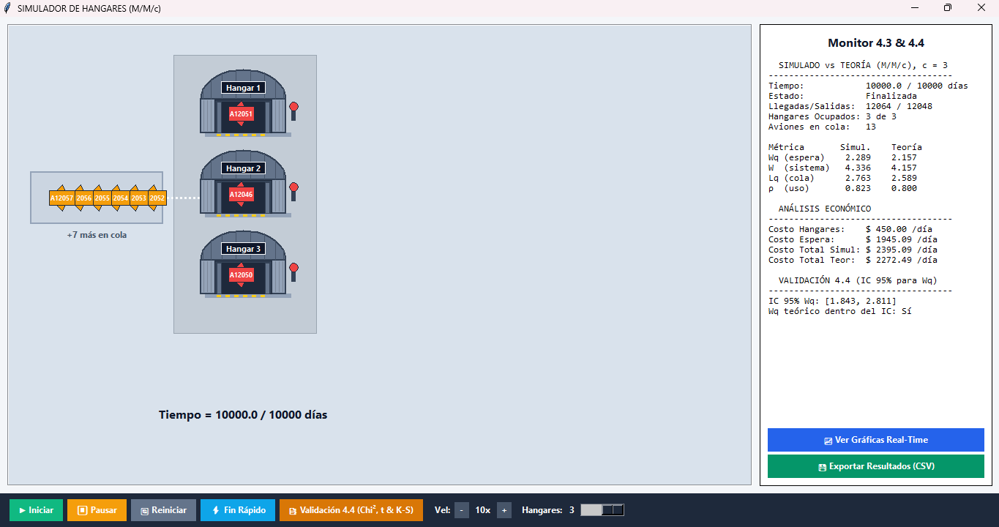 SIMULADOR DE HANGARES (M/M/c)
Hangar 1
A12051
Hangar 2
A12046
Hangar 3
A12050
A12057 2056 2055 2054 2053 2052
+7 más en cola
Tiempo = 10000.0 / 10000 días
Monitor 4.3 & 4.4
SIMULADO vs TEORÍA (M/M/c), c = 3
------------------------------------
Tiempo: 10000.0 / 10000 días
Estado: Finalizada
Llegadas/Salidas: 12064 / 12048
Hangares Ocupados: 3 de 3
Aviones en cola: 13
Métrica Simul. Teoría
Wq (espera) 2.289 2.157
W (sistema) 4.336 4.157
Lq (cola) 2.763 2.589
ρ (uso) 0.823 0.800
ANÁLISIS ECONÓMICO
------------------------------------
Costo Hangares: $ 450.00 /día
Costo Espera: $ 1945.09 /día
Costo Total Simul: $ 2395.09 /día
Costo Total Teor: $ 2272.49 /día
VALIDACIÓN 4.4 (IC 95% para Wq)
------------------------------------
IC 95% Wq: [1.843, 2.811]
Wq teórico dentro del IC: Sí
Ver Gráficas Real-Time
Exportar Resultados (CSV)
Iniciar
Pausar
Reiniciar
Fin Rápido
Validación 4.4 (Chi², t & K-S)
Vel: - 10x +
Hangares: 3